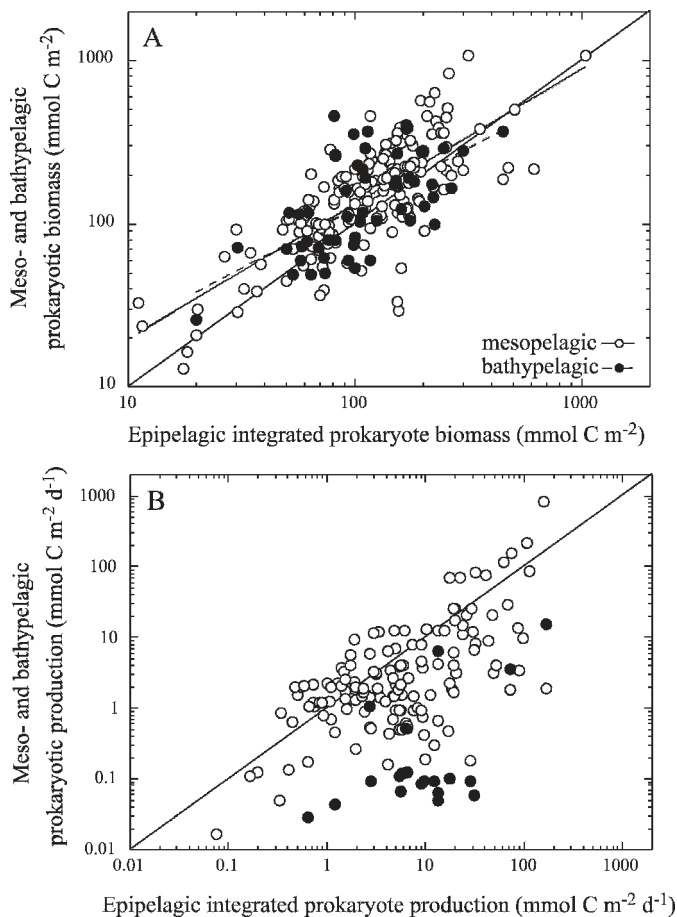 A
1000
100
10
Meso- and bathypelagic
prokaryotic biomass (mmol C m-2)
mesopelagic
bathypelagic
10 100 1000
Epipelagic integrated prokaryote biomass (mmol C m-2)
B
1000
100
10
1
0.1
0.01
Meso- and bathypelagic
prokaryotic production (mmol C m-2 d-1)
0.01 0.1 1 10 100 1000
Epipelagic integrated prokaryote production (mmol C m-2 d-1)